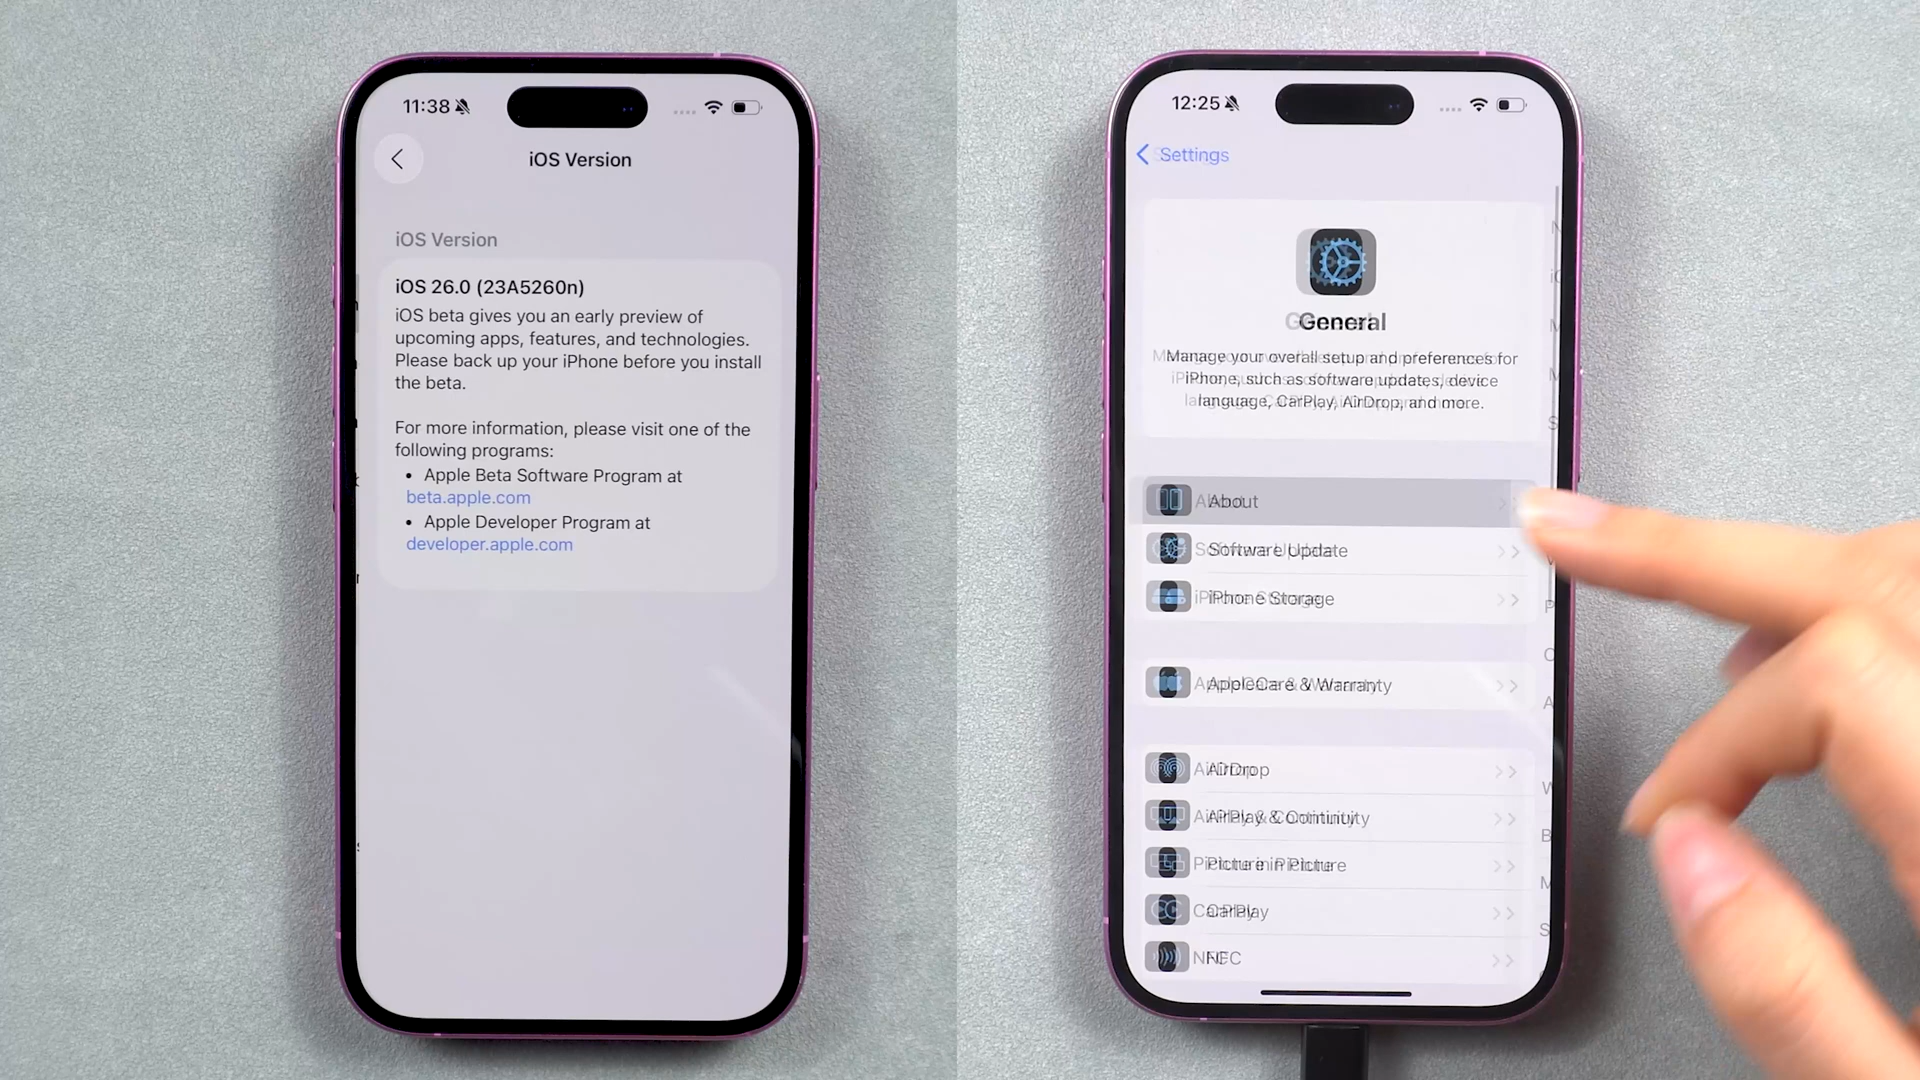 11:38
iOS Version
iOS Version
iOS 26.0 (23A5260n)
iOS beta gives you an early preview of
upcoming apps, features, and technologies.
Please back up your iPhone before you install
the beta.
For more information, please visit one of the
following programs:
• Apple Beta Software Program at
beta.apple.com
• Apple Developer Program at
developer.apple.com
12:25
Settings
General
Manage your overall setup and preferences for
iPhone, such as software updates, device
language, CarPlay, AirDrop, and more.
About
Software Update
iPhone Storage
AppleCare & Warranty
AirDrop
AirPlay & Continuity
Picture in Picture
CarPlay
NFC